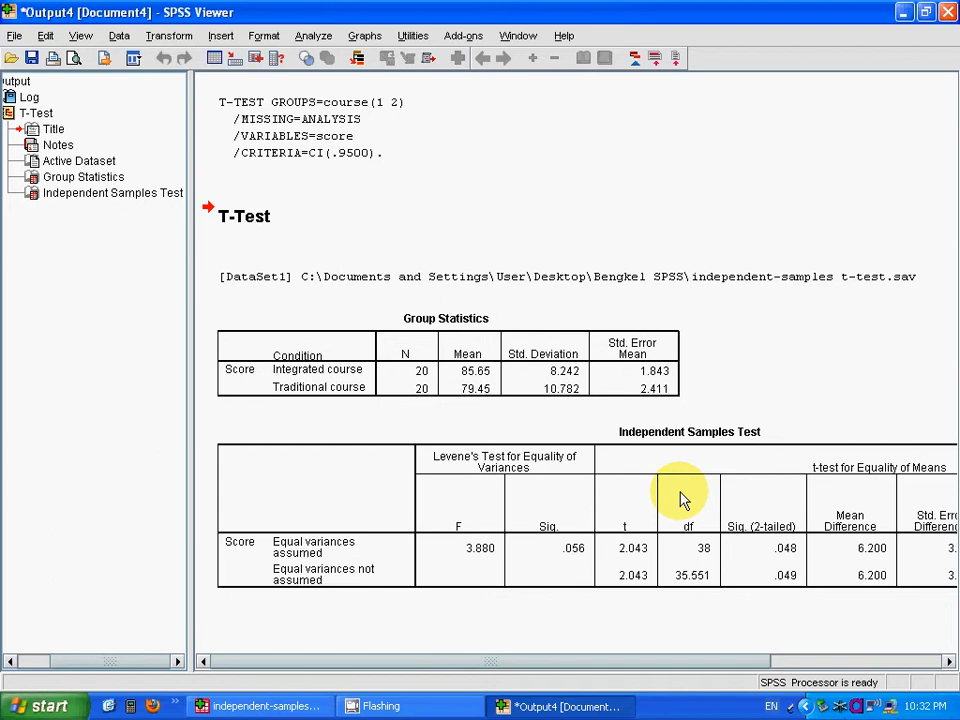 *Output4 [Document4] - SPSS Viewer
File Edit View Data Transform Insert Format Analyze Graphs Utilities Add-ons Window Help
utput
Log
T-Test
Title
Notes
Active Dataset
Group Statistics
Independent Samples Test
T-TEST GROUPS=course(1 2)
/MISSING=ANALYSIS
/VARIABLES=score
/CRITERIA=CI(.9500).
T-Test
[DataSet1] C:\Documents and Settings\User\Desktop\Bengkel SPSS\independent-samples t-test.sav
Group Statistics
Condition N Mean Std. Deviation Std. Error Mean
Score Integrated course 20 85.65 8.242 1.843
Traditional course 20 79.45 10.782 2.411
Independent Samples Test
Levene's Test for Equality of Variances t-test for Equality of Means
F Sig. t df Sig. (2-tailed) Mean Difference Std. Err Differenc
Score Equal variances assumed 3.880 .056 2.043 38 .048 6.200 3.
Equal variances not assumed 2.043 35.551 .049 6.200 3.
SPSS Processor is ready
start independent-samples... Flashing *Output4 [Document... EN 10:32 PM